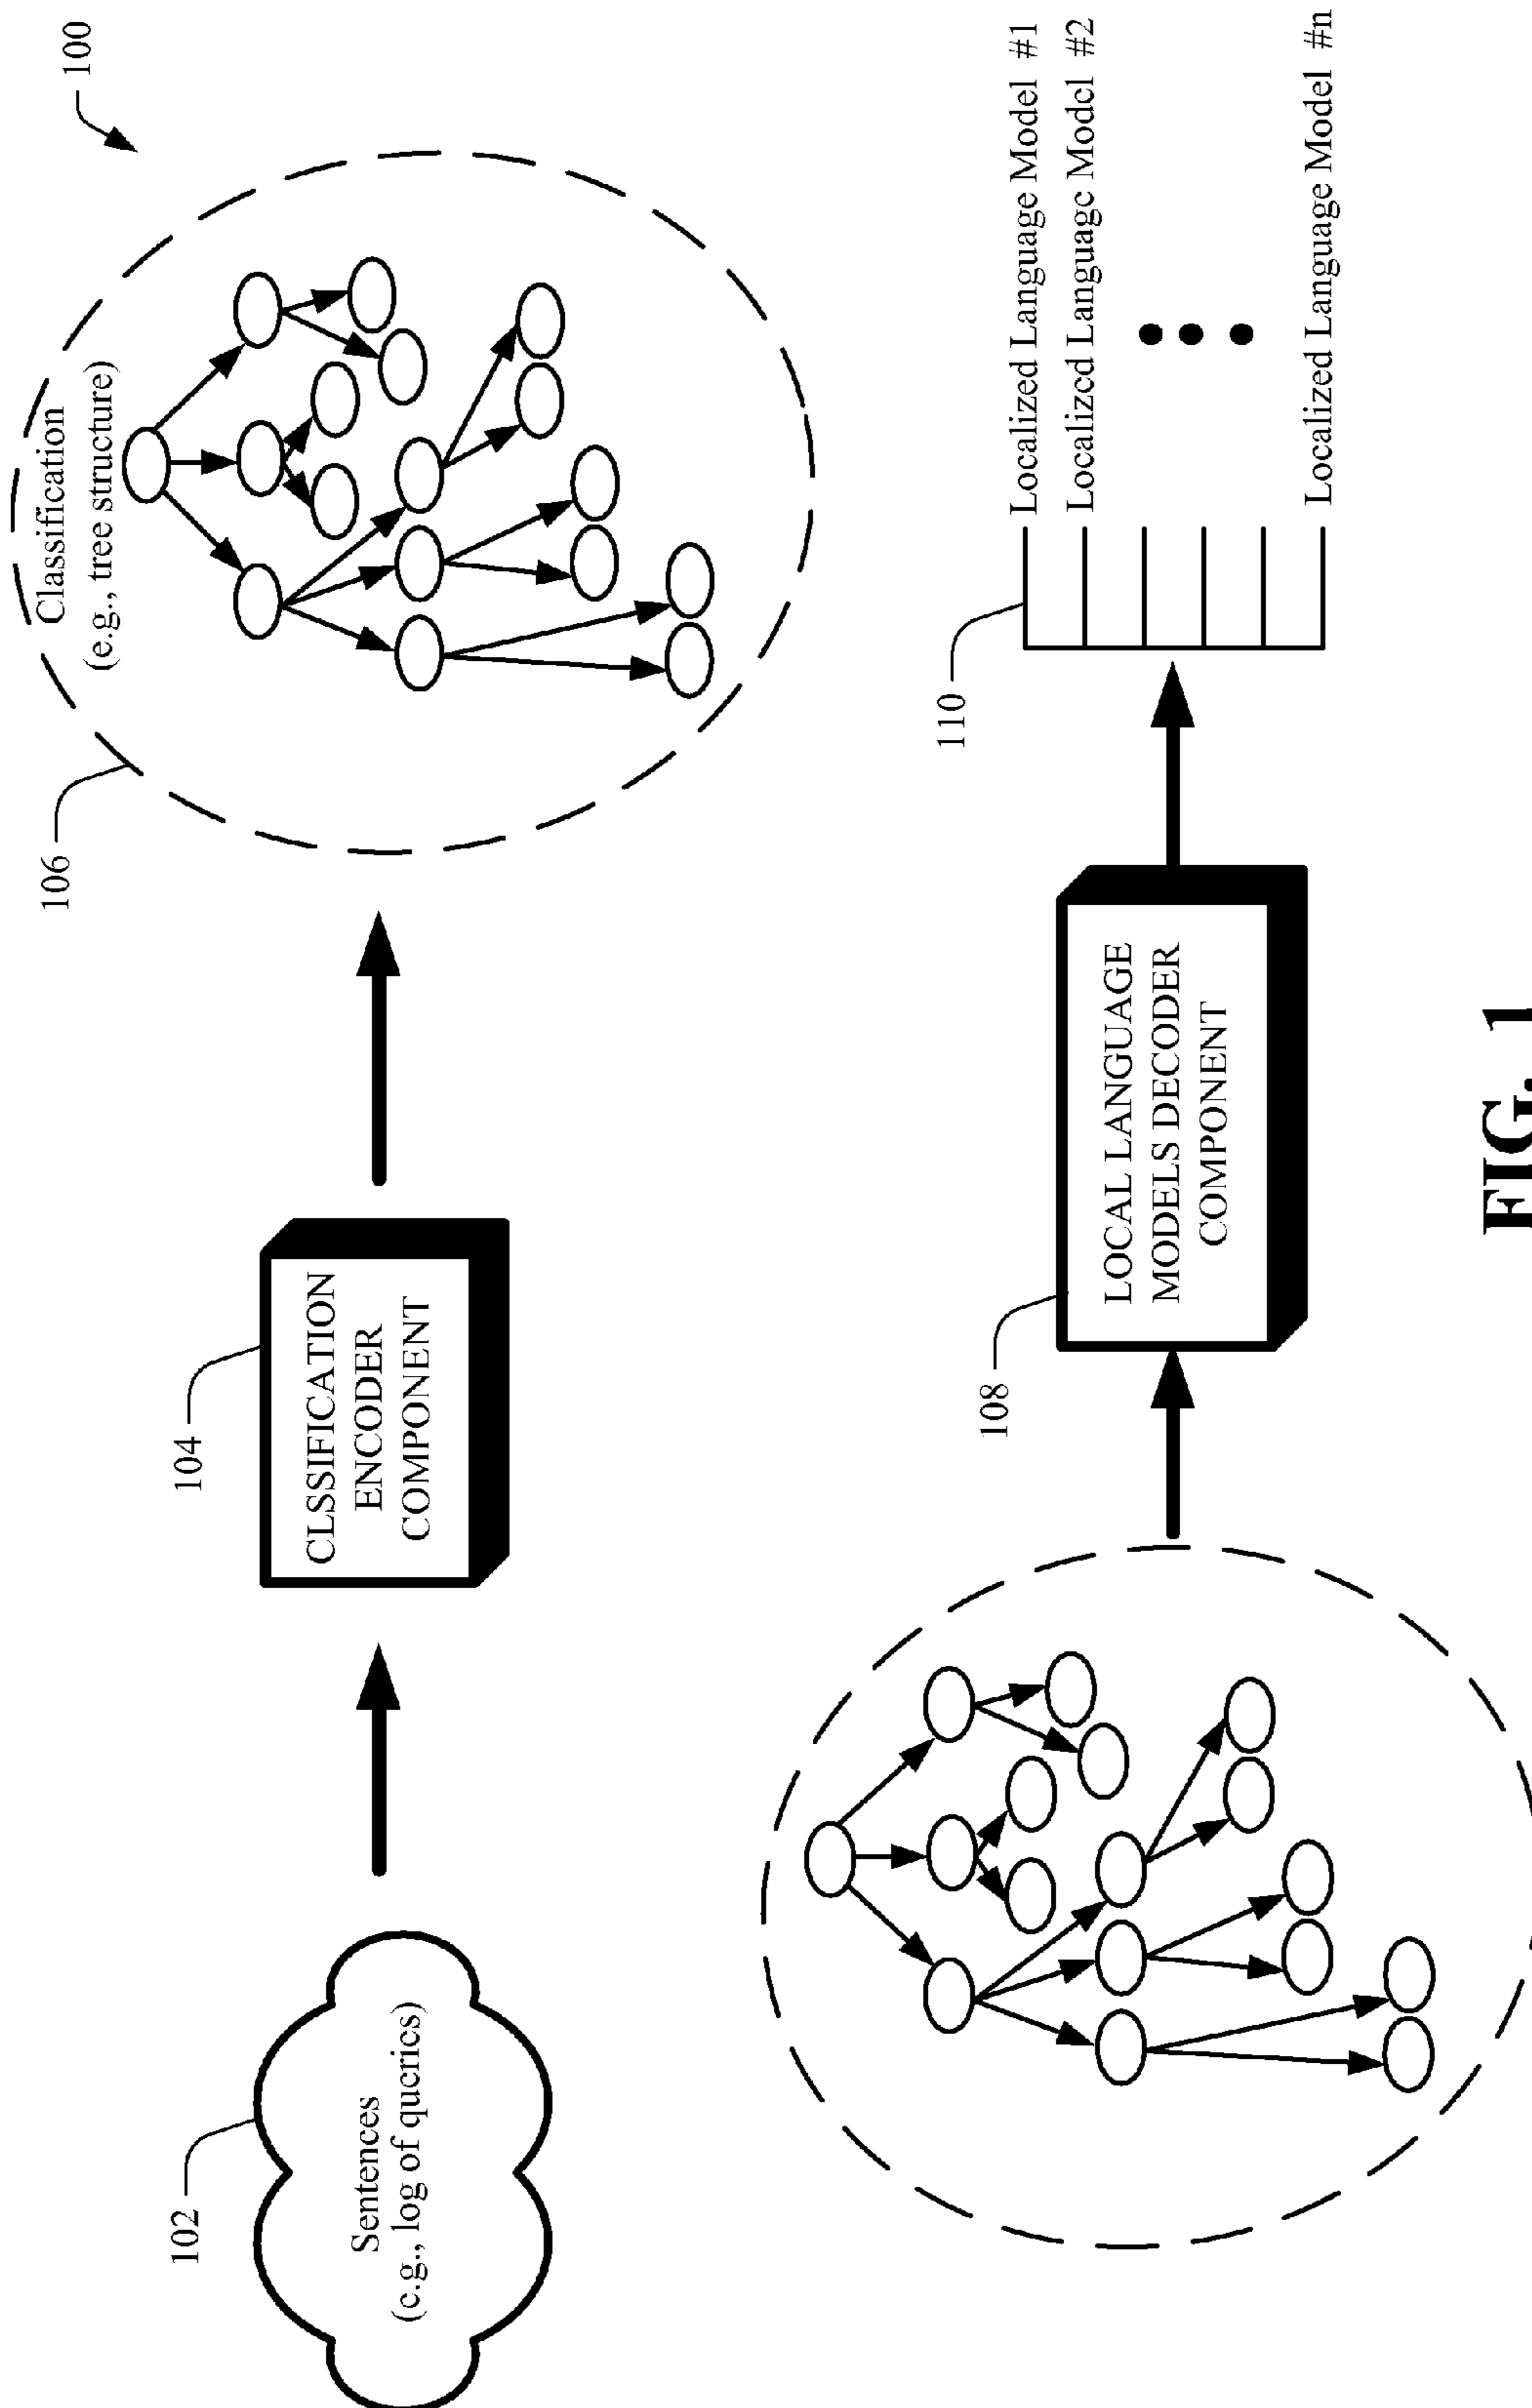 100
106
Classification
(e.g., tree structure)
104
CLSSIFICATION
ENCODER
COMPONENT
102
Sentences
(e.g., log of queries)
110
Localized Language Model #1
Localized Language Model #2
Localized Language Model #n
108
LOCAL LANGUAGE
MODELS DECODER
COMPONENT
FIG. 1